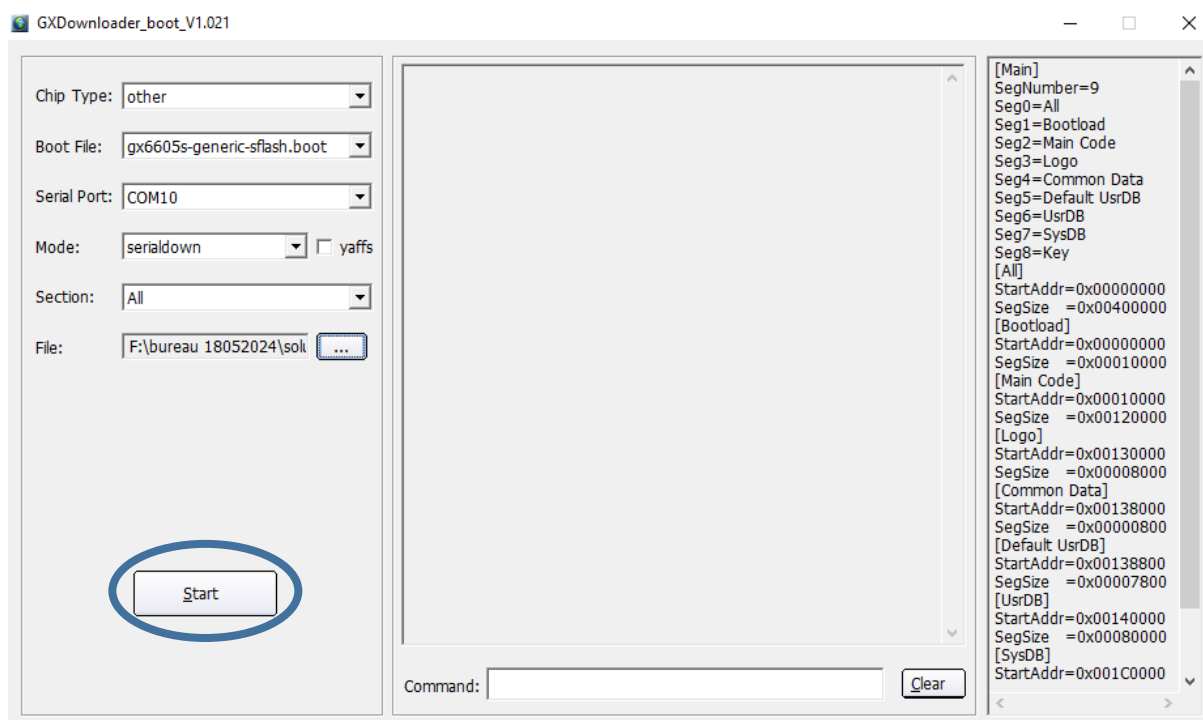 GXDownloader_boot_V1.021
Chip Type: other
Boot File: gx6605s-generic-sflash.boot
Serial Port: COM10
Mode: serialdown yaffs
Section: All
File: F:\bureau 18052024\solu ...
Start
Command: Clear
[Main]
SegNumber=9
Seg0=All
Seg1=Bootload
Seg2=Main Code
Seg3=Logo
Seg4=Common Data
Seg5=Default UsrDB
Seg6=UsrDB
Seg7=SysDB
Seg8=Key
[All]
StartAddr=0x00000000
SegSize =0x00400000
[Bootload]
StartAddr=0x00000000
SegSize =0x00010000
[Main Code]
StartAddr=0x00010000
SegSize =0x00120000
[Logo]
StartAddr=0x00130000
SegSize =0x00008000
[Common Data]
StartAddr=0x00138000
SegSize =0x00000800
[Default UsrDB]
StartAddr=0x00138800
SegSize =0x00007800
[UsrDB]
StartAddr=0x00140000
SegSize =0x00080000
[SysDB]
StartAddr=0x001C0000